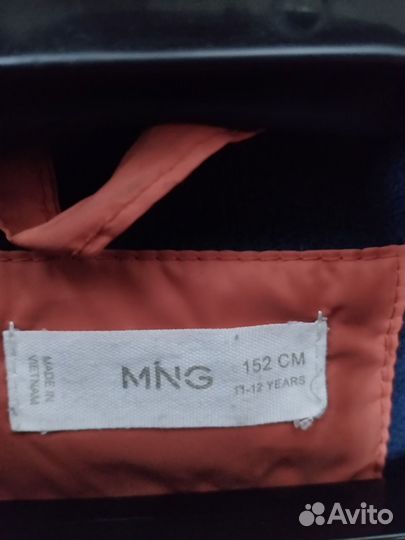 MADE IN
VIETNAM
MNG
152 CM
11-12 YEARS
Avito